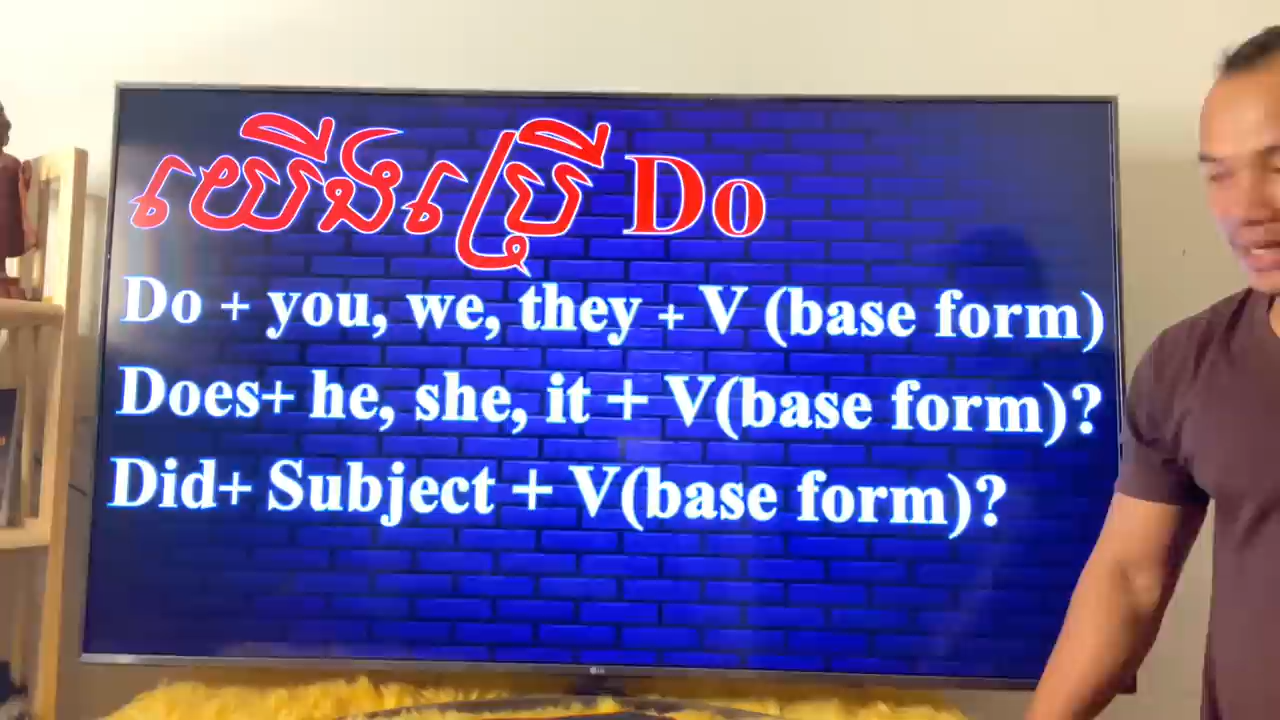 យើងប្រើ Do
Do + you, we, they + V (base form)
Does+ he, she, it + V(base form)?
Did+ Subject + V(base form)?
LG